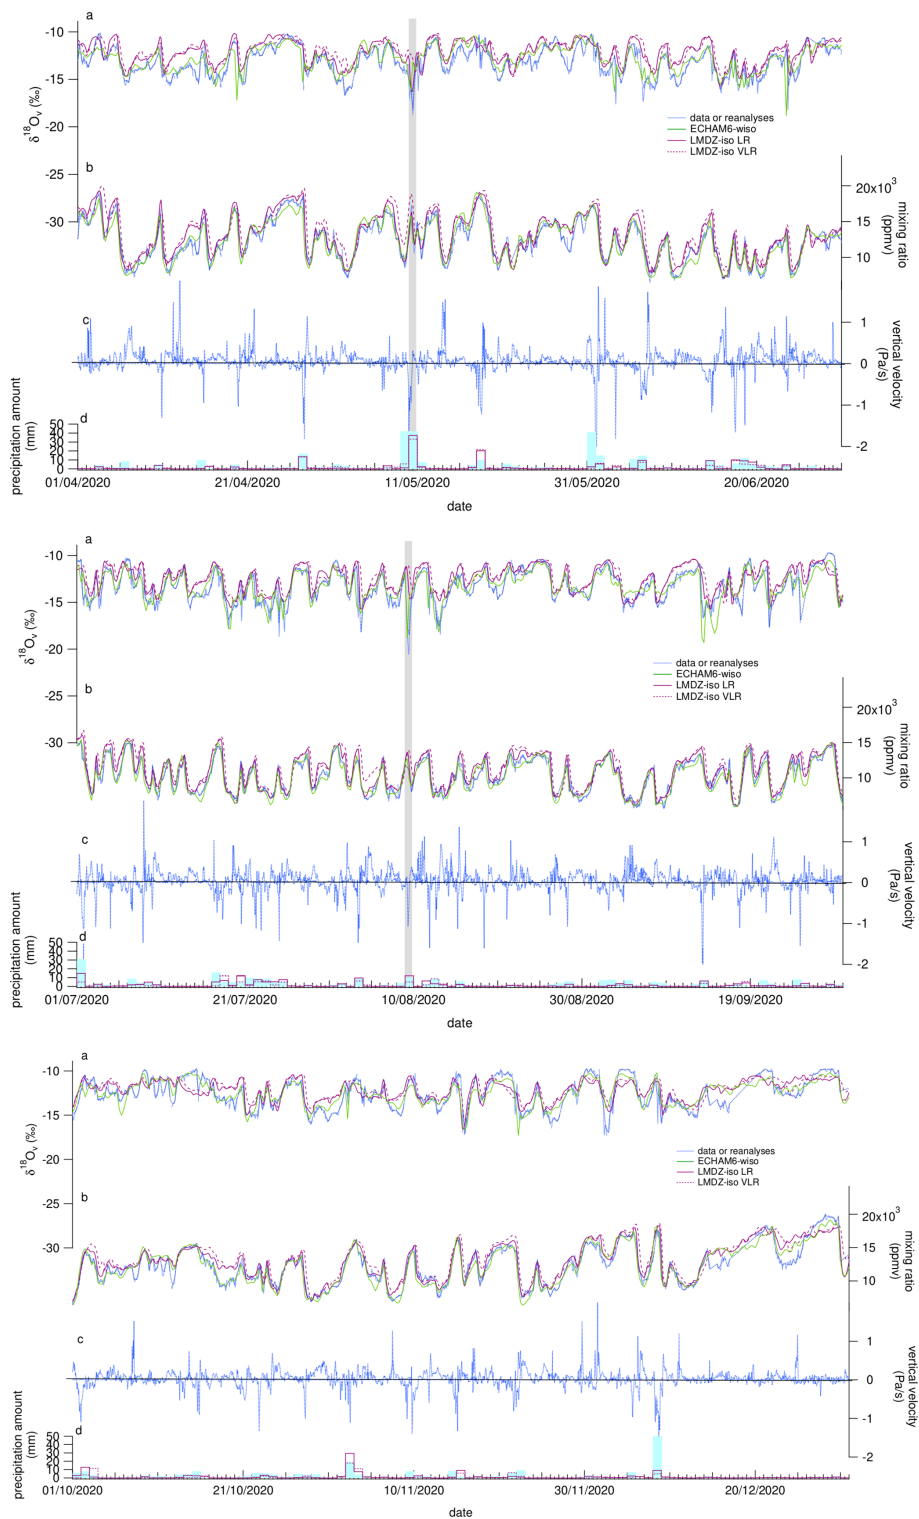 a
-10
-15
-20
-25
-30
δ18Ov (‰)
data or reanalyses
ECHAM6-wiso
LMDZ-iso LR
LMDZ-iso VLR
b
20x103
15
10
mixing ratio
(ppmv)
c
1
0
-1
-2
vertical velocity
(Pa/s)
d
50
40
30
20
10
0
precipitation amount
(mm)
01/04/2020
21/04/2020
11/05/2020
31/05/2020
20/06/2020
date
a
-10
-15
-20
-25
-30
δ18Ov (‰)
data or reanalyses
ECHAM6-wiso
LMDZ-iso LR
LMDZ-iso VLR
b
20x103
15
10
mixing ratio
(ppmv)
c
1
0
-1
-2
vertical velocity
(Pa/s)
d
50
40
30
20
10
0
precipitation amount
(mm)
01/07/2020
21/07/2020
10/08/2020
30/08/2020
19/09/2020
date
a
-10
-15
-20
-25
-30
δ18Ov (‰)
data or reanalyses
ECHAM6-wiso
LMDZ-iso LR
LMDZ-iso VLR
b
20x103
15
10
mixing ratio
(ppmv)
c
1
0
-1
-2
vertical velocity
(Pa/s)
d
50
40
30
20
10
0
precipitation amount
(mm)
01/10/2020
21/10/2020
10/11/2020
30/11/2020
20/12/2020
date